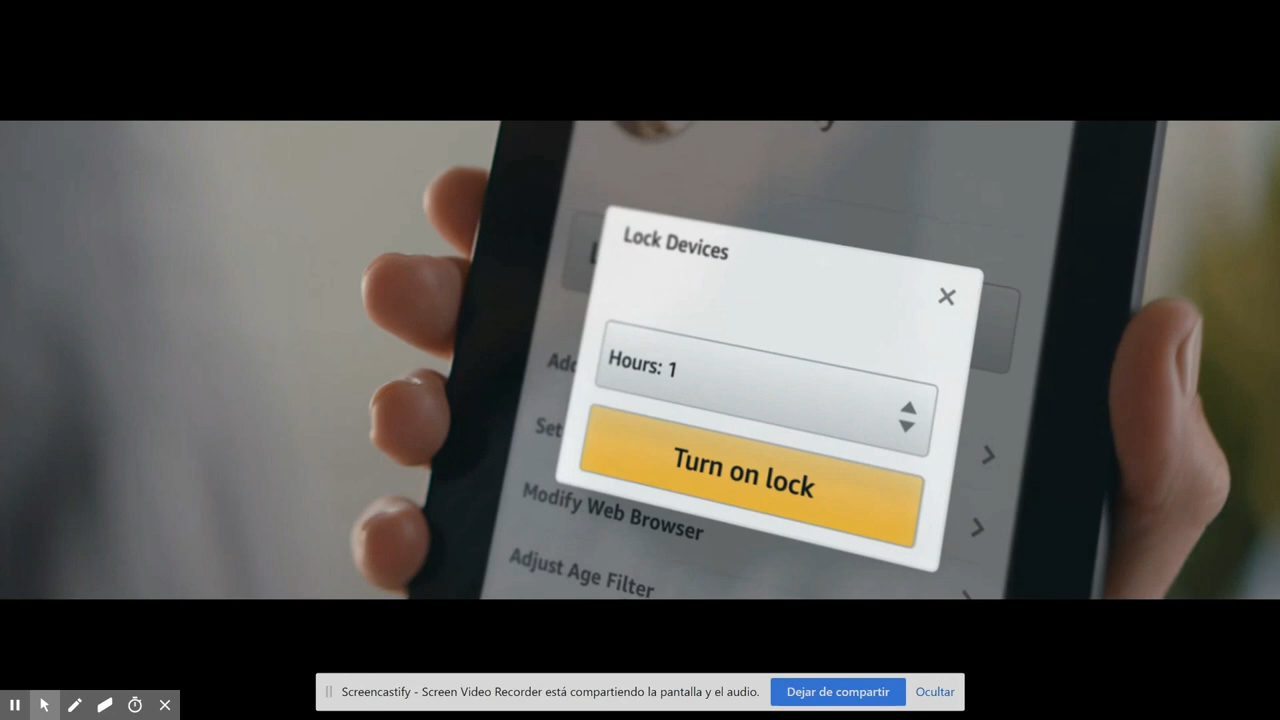 Lock Devices
Hours: 1
Turn on lock
Modify Web Browser
Adjust Age Filter
Screencastify - Screen Video Recorder está compartiendo la pantalla y el audio.
Dejar de compartir
Ocultar